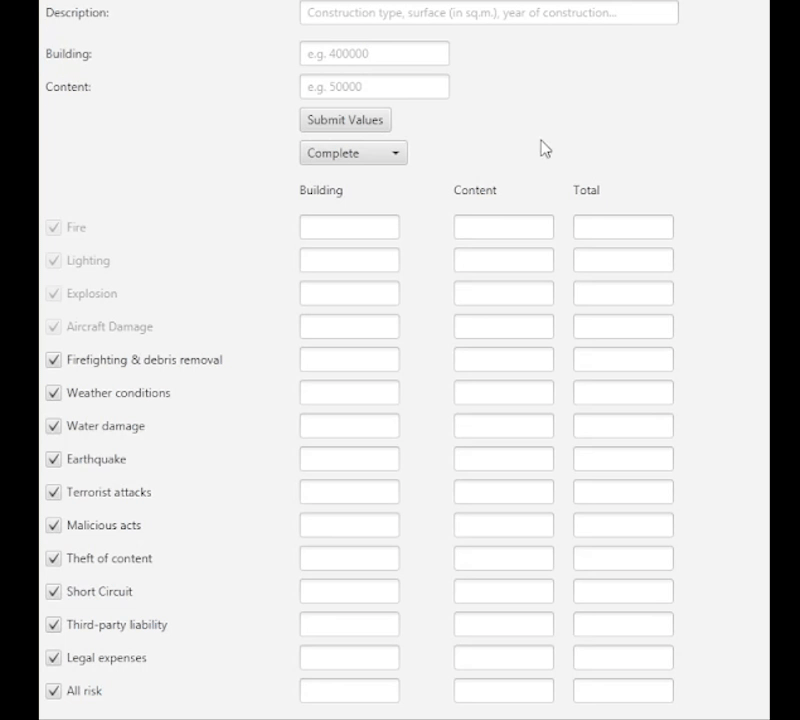 Description: Construction type, surface (in sq.m.), year of construction...
Building: e.g. 400000
Content: e.g. 50000
Submit Values
Complete
Building Content Total
Fire
Lighting
Explosion
Aircraft Damage
Firefighting & debris removal
Weather conditions
Water damage
Earthquake
Terrorist attacks
Malicious acts
Theft of content
Short Circuit
Third-party liability
Legal expenses
All risk